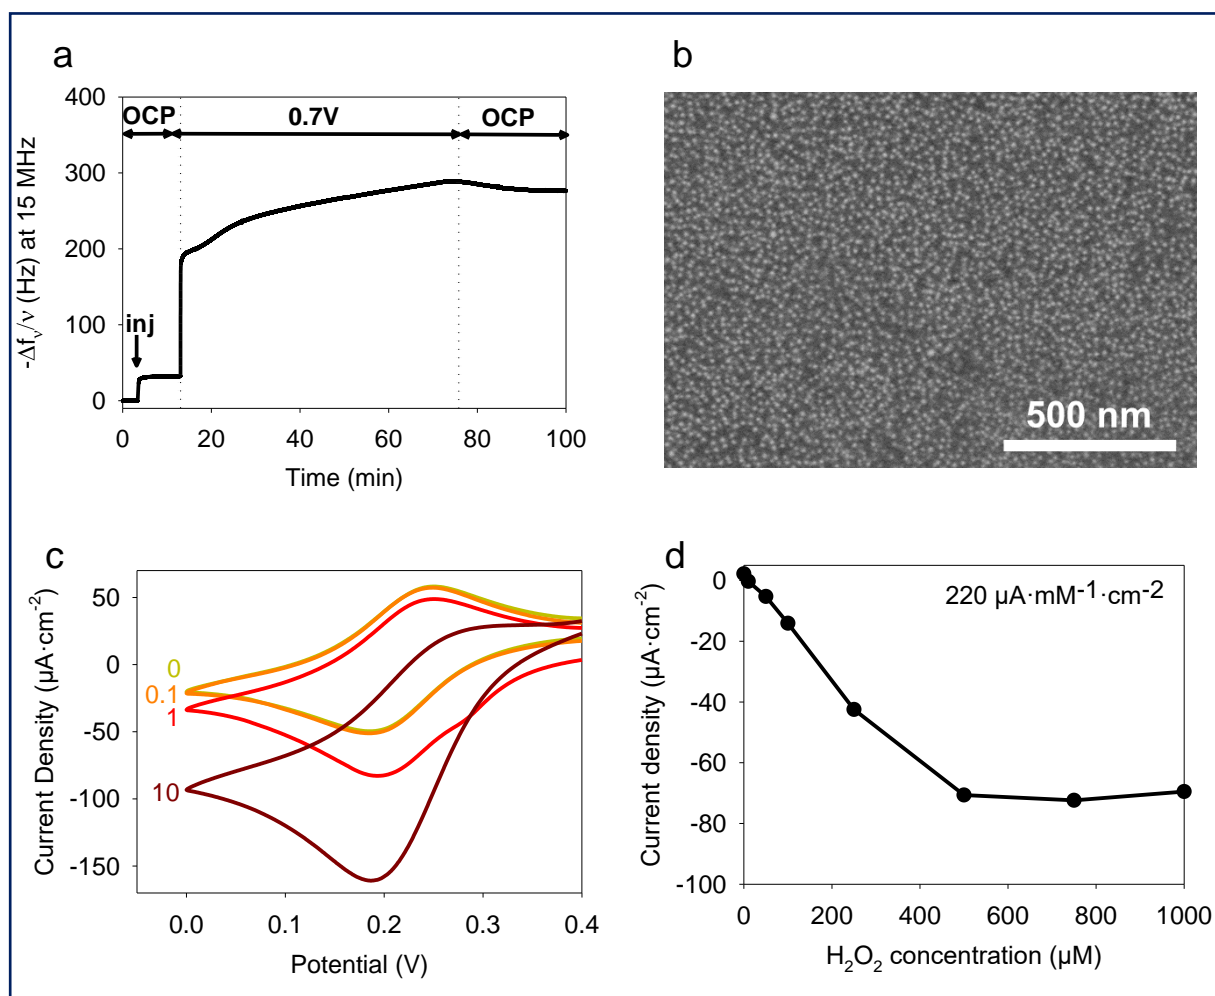 a
OCP 0.7V OCP
400
300
200
100
0
inj
-Δfᵥ/ν (Hz) at 15 MHz
0 20 40 60 80 100
Time (min)
b
500 nm
c
50
0
-50
-100
-150
0
0.1
1
10
Current Density (µA·cm⁻²)
0.0 0.1 0.2 0.3 0.4
Potential (V)
d
220 µA·mM⁻¹·cm⁻²
0
-20
-40
-60
-80
-100
Current density (µA·cm⁻²)
0 200 400 600 800 1000
H₂O₂ concentration (µM)